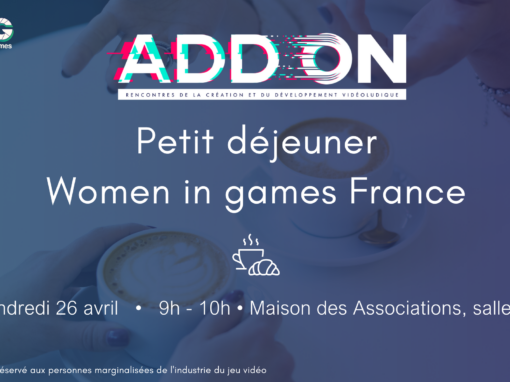 G
mes
ADD ON
RENCONTRES DE LA CRÉATION ET DU DÉVELOPPEMENT VIDÉOLUDIQUE
Petit déjeuner
Women in games France
ndredi 26 avril • 9h - 10h • Maison des Associations, salle
éservé aux personnes marginalisées de l'industrie du jeu vidéo